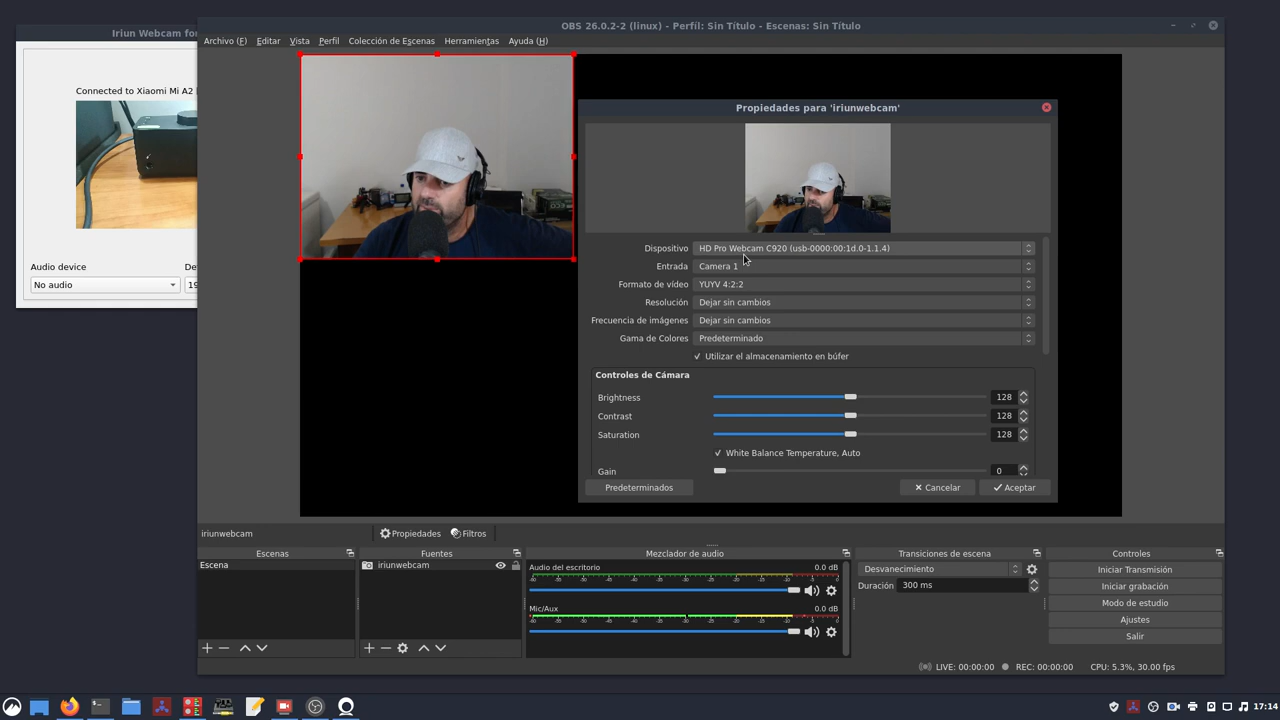 Iriun Webcam for
Connected to Xiaomi Mi A2
Audio device
No audio
OBS 26.0.2-2 (linux) - Perfil: Sin Título - Escenas: Sin Título
Archivo (F) Editar Vista Perfil Colección de Escenas Herramientas Ayuda (H)
Propiedades para 'iriunwebcam'
Dispositivo HD Pro Webcam C920 (usb-0000:00:1d.0-1.1.4)
Entrada Camera 1
Formato de vídeo YUYV 4:2:2
Resolución Dejar sin cambios
Frecuencia de imágenes Dejar sin cambios
Gama de Colores Predeterminado
Utilizar el almacenamiento en búfer
Controles de Cámara
Brightness 128
Contrast 128
Saturation 128
White Balance Temperature, Auto
Gain 0
Predeterminados Cancelar Aceptar
iriunwebcam Propiedades Filtros
Escenas
Escena
Fuentes
iriunwebcam
Mezclador de audio
Audio del escritorio 0.0 dB
Mic/Aux 0.0 dB
Transiciones de escena
Desvanecimiento
Duración 300 ms
Controles
Iniciar Transmisión
Iniciar grabación
Modo de estudio
Ajustes
Salir
LIVE: 00:00:00 REC: 00:00:00 CPU: 5.3%, 30.00 fps
17:14